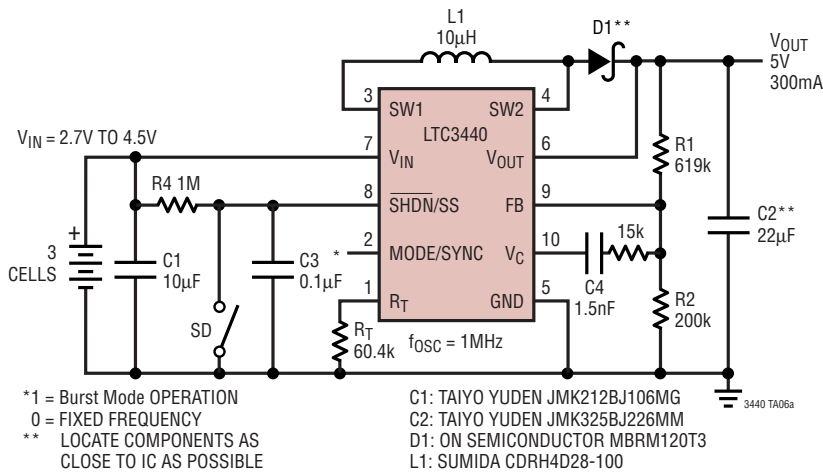 L1
10µH
D1**
VOUT
5V
300mA
3
SW1
SW2
4
LTC3440
VIN = 2.7V TO 4.5V
7
VIN
VOUT
6
R1
619k
R4 1M
8
SHDN/SS
FB
9
+
3
CELLS
C1
10µF
C3
0.1µF
*
2
MODE/SYNC
VC
10
15k
C4
1.5nF
C2**
22µF
SD
1
RT
GND
5
R2
200k
RT
60.4k
fOSC = 1MHz
3440 TA06a
*1 = Burst Mode OPERATION
0 = FIXED FREQUENCY
** LOCATE COMPONENTS AS
CLOSE TO IC AS POSSIBLE
C1: TAIYO YUDEN JMK212BJ106MG
C2: TAIYO YUDEN JMK325BJ226MM
D1: ON SEMICONDUCTOR MBRM120T3
L1: SUMIDA CDRH4D28-100